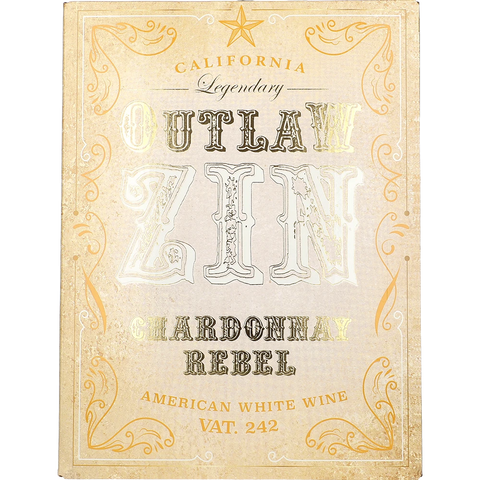 CALIFORNIA
Legendary
OUTLAW
ZIN
CHARDONNAY
REBEL
AMERICAN WHITE WINE
VAT. 242